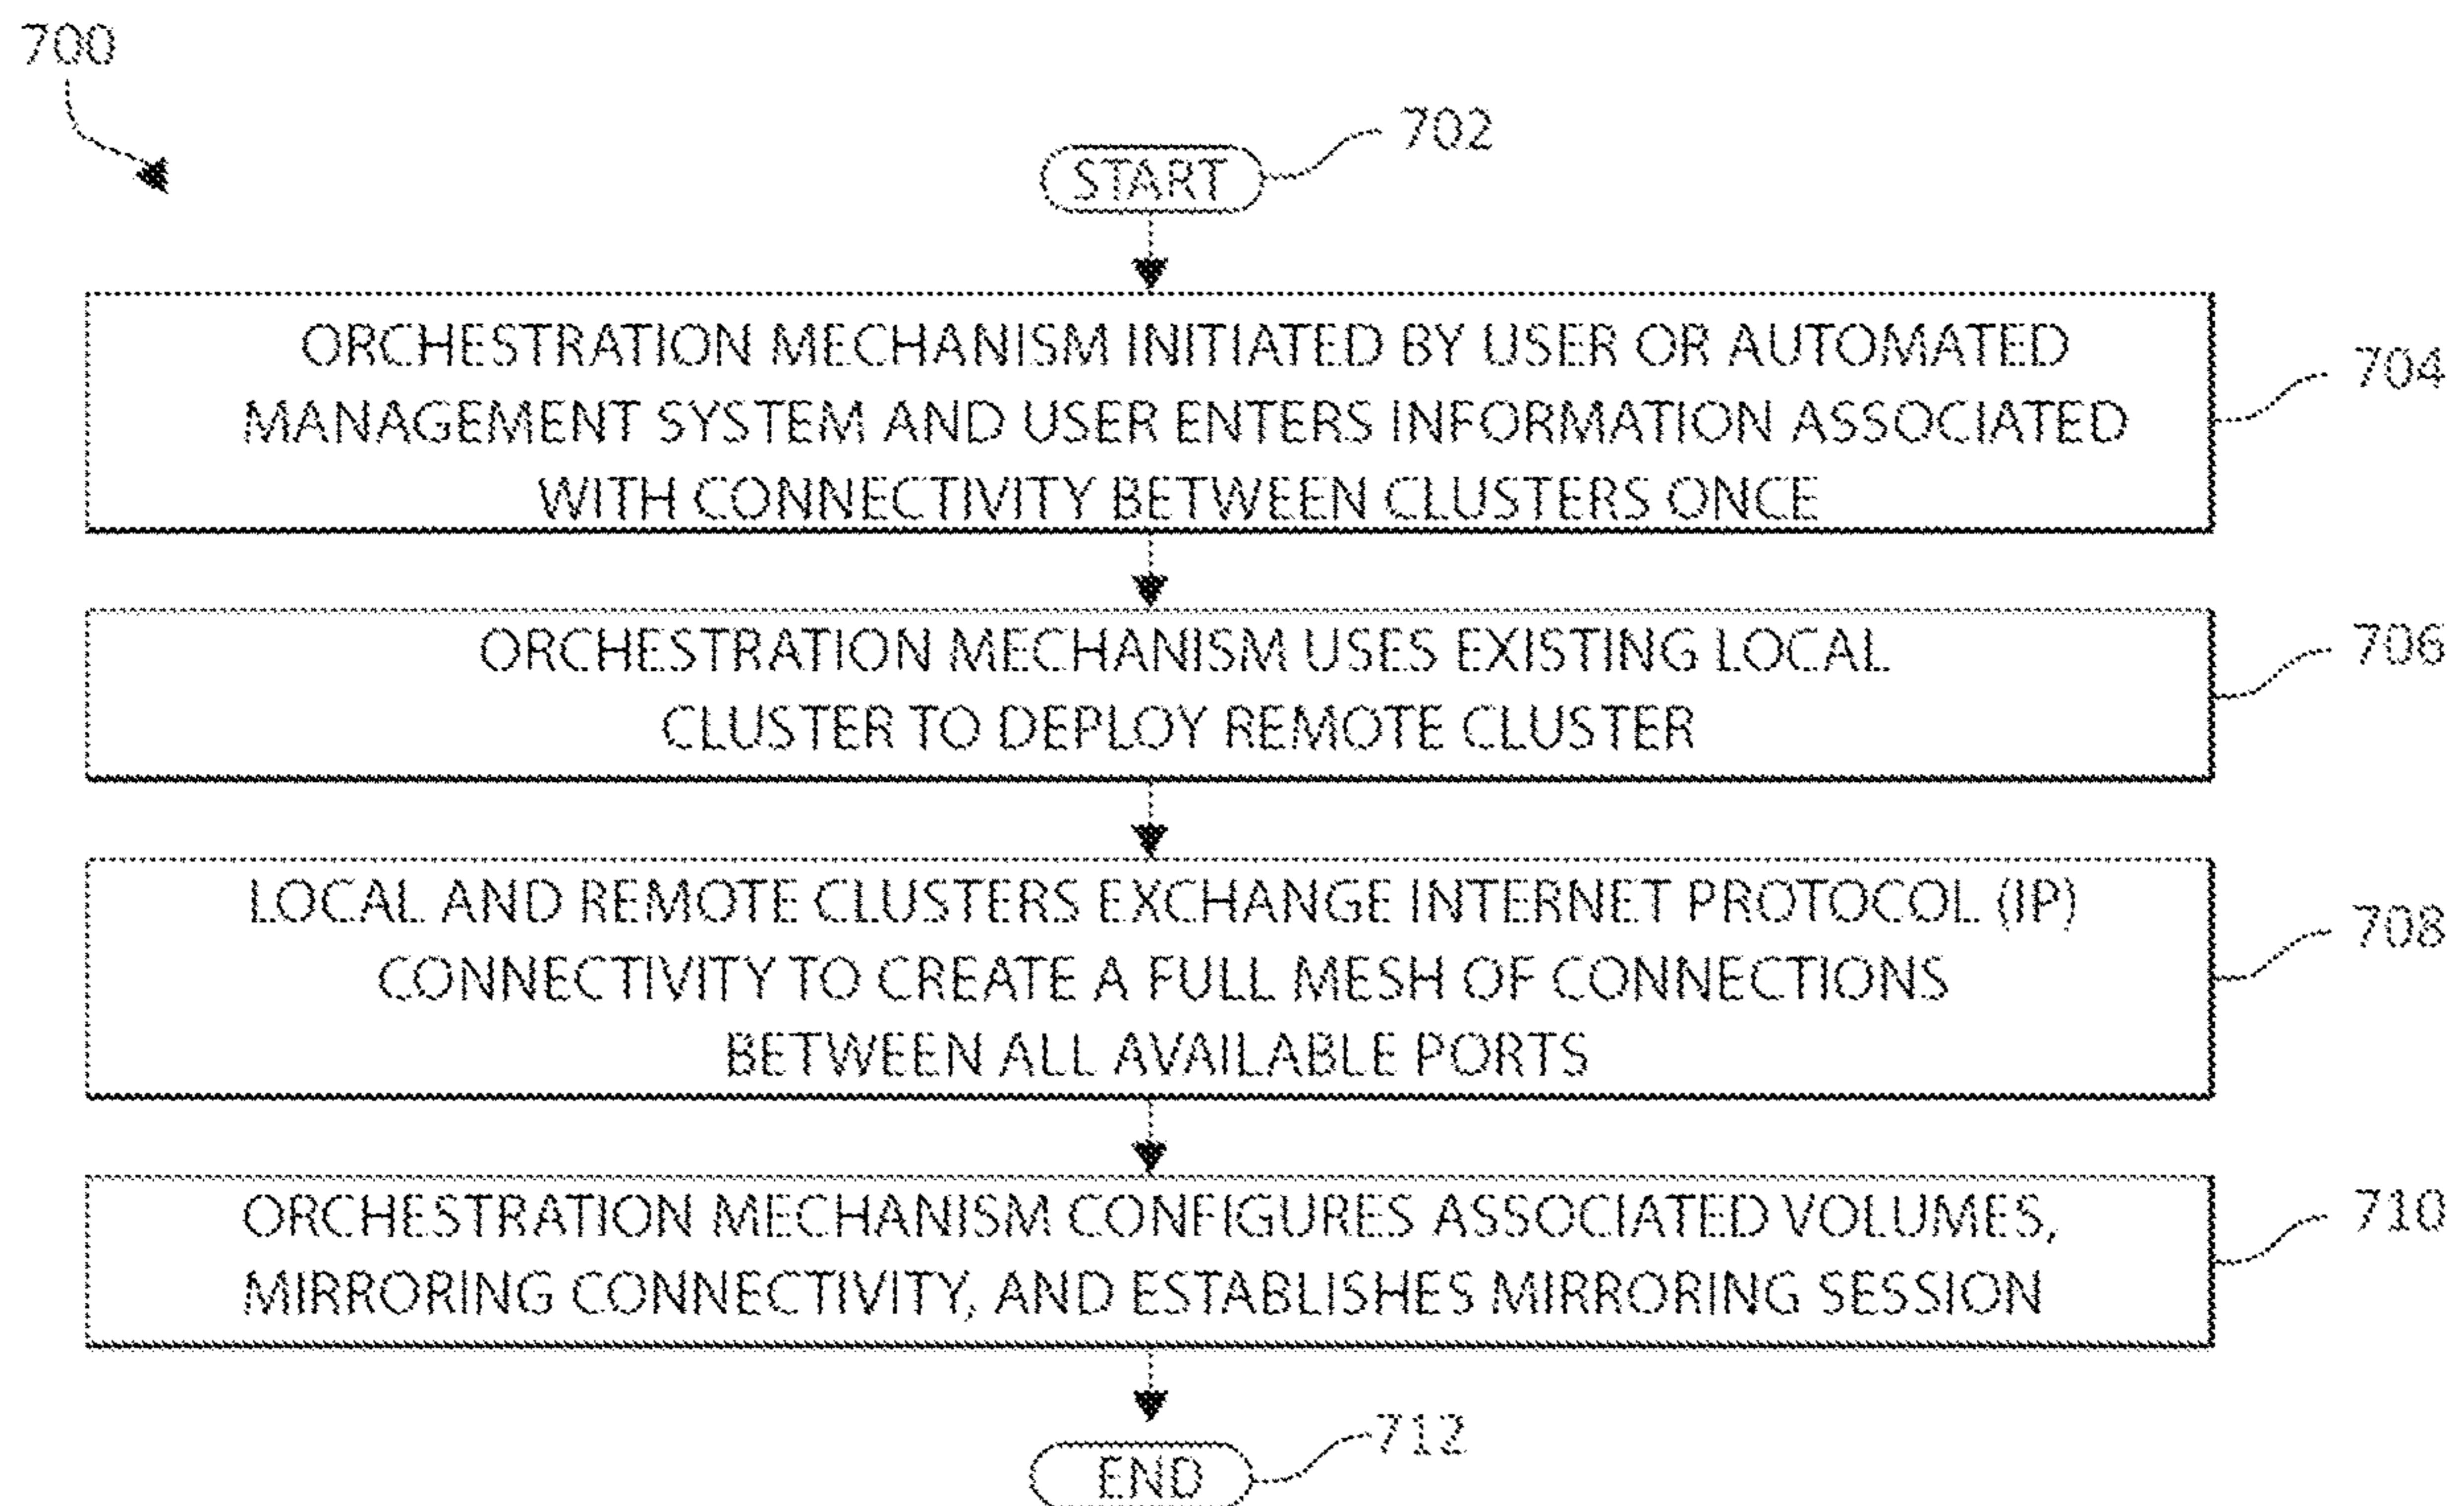 700
702
START
ORCHESTRATION MECHANISM INITIATED BY USER OR AUTOMATED
MANAGEMENT SYSTEM AND USER ENTERS INFORMATION ASSOCIATED
WITH CONNECTIVITY BETWEEN CLUSTERS ONCE
704
ORCHESTRATION MECHANISM USES EXISTING LOCAL
CLUSTER TO DEPLOY REMOTE CLUSTER
706
LOCAL AND REMOTE CLUSTERS EXCHANGE INTERNET PROTOCOL (IP)
CONNECTIVITY TO CREATE A FULL MESH OF CONNECTIONS
BETWEEN ALL AVAILABLE PORTS
708
ORCHESTRATION MECHANISM CONFIGURES ASSOCIATED VOLUMES,
MIRRORING CONNECTIVITY, AND ESTABLISHES MIRRORING SESSION
710
712
END